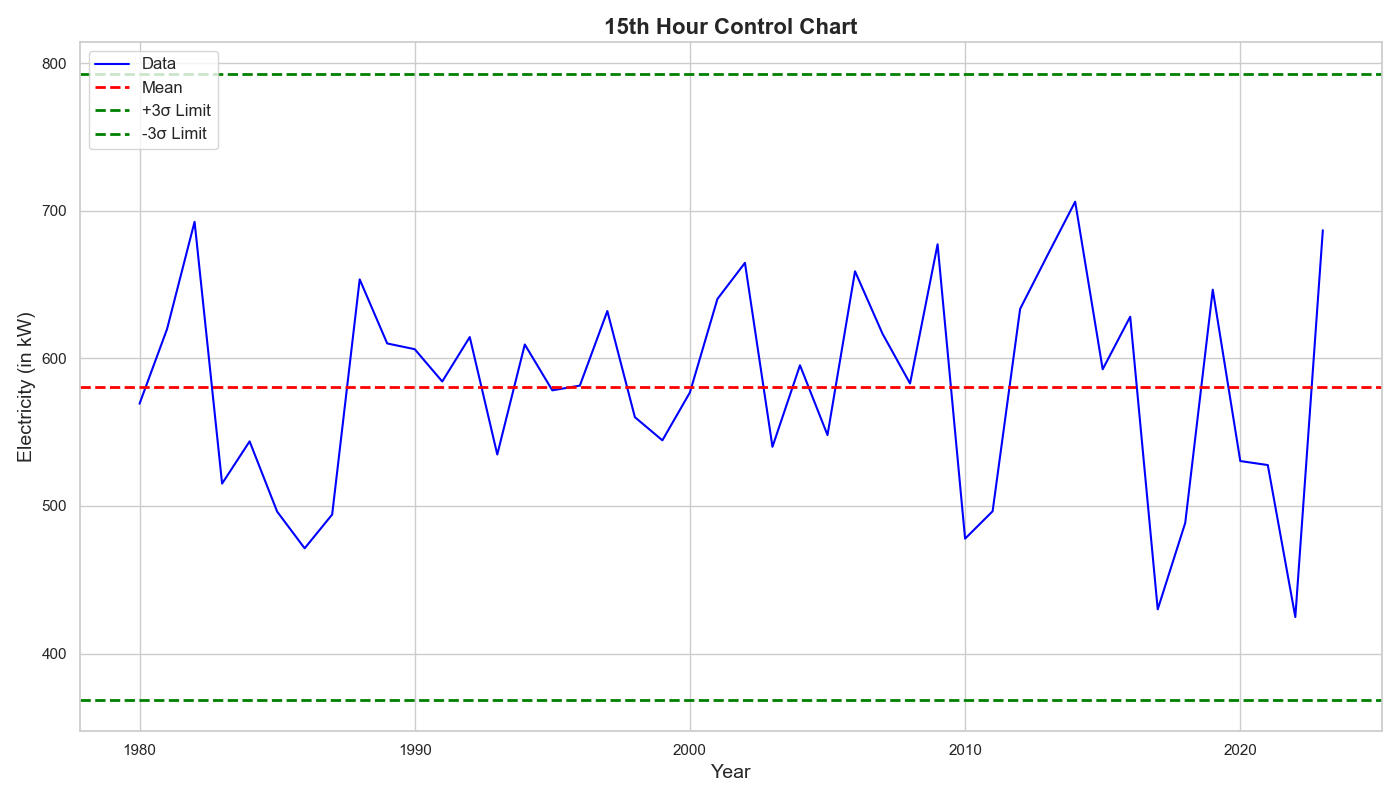 15th Hour Control Chart
Data
Mean
+3σ Limit
-3σ Limit
Electricity (in kW)
800
700
600
500
400
1980
1990
2000
2010
2020
Year